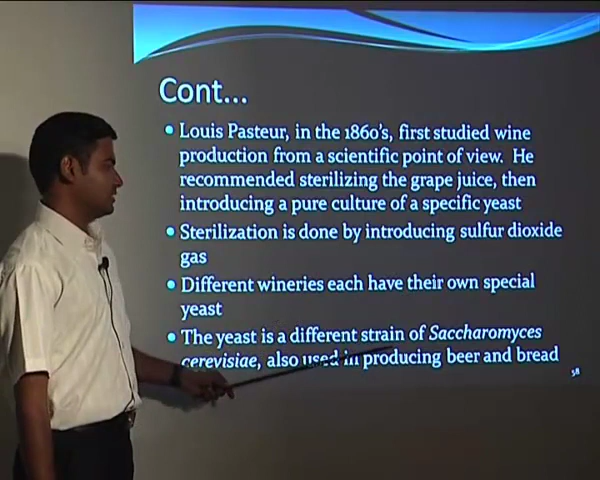 Cont...
• Louis Pasteur, in the 1860's, first studied wine
production from a scientific point of view. He
recommended sterilizing the grape juice, then
introducing a pure culture of a specific yeast
• Sterilization is done by introducing sulfur dioxide
gas
• Different wineries each have their own special
yeast
• The yeast is a different strain of Saccharomyces
cerevisiae, also used in producing beer and bread